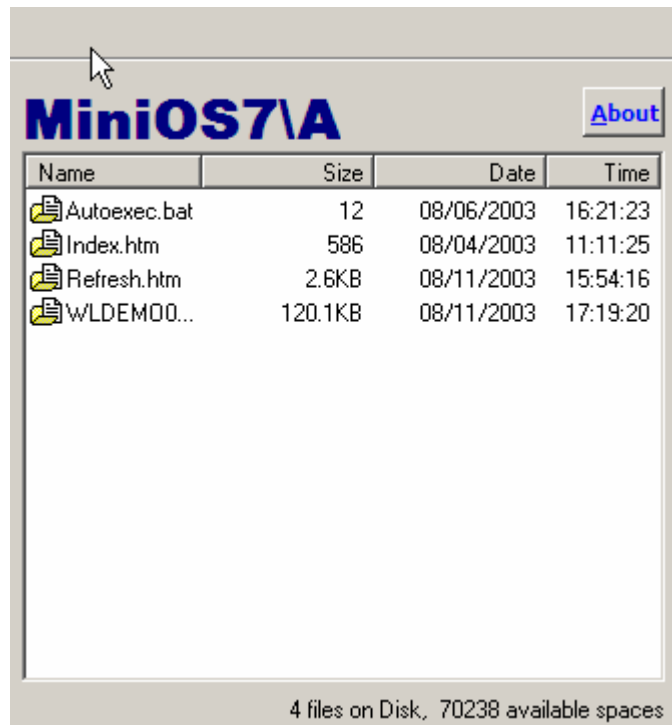 MiniOS7\A
About
Name Size Date Time
Autoexec.bat 12 08/06/2003 16:21:23
Index.htm 586 08/04/2003 11:11:25
Refresh.htm 2.6KB 08/11/2003 15:54:16
WLDEMO0... 120.1KB 08/11/2003 17:19:20
4 files on Disk, 70238 available spaces